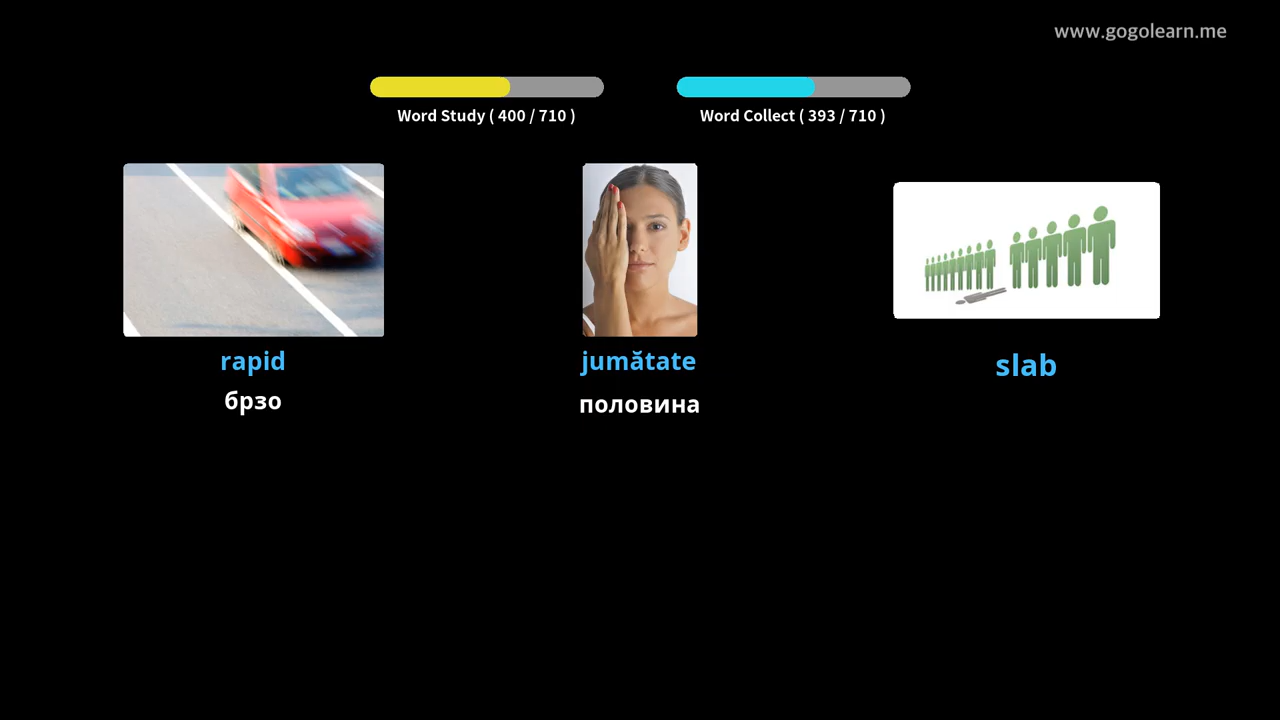 www.gogolearn.me
Word Study ( 400 / 710 )
Word Collect ( 393 / 710 )
rapid
брзо
jumătate
половина
slab